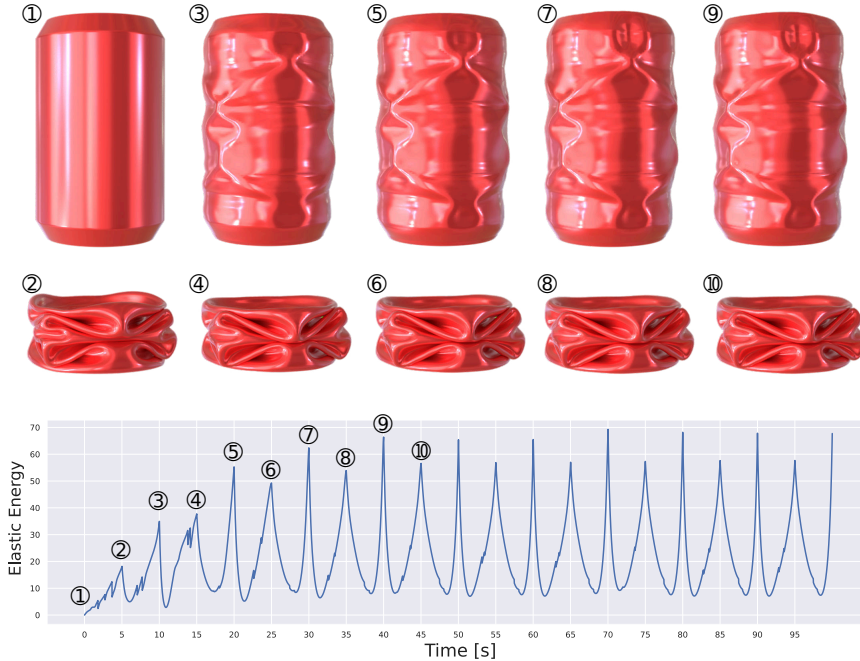 ① ③ ⑤ ⑦ ⑨
② ④ ⑥ ⑧ ⑩
Elastic Energy
70
60
50
40
30
20
10
0
① ② ③ ④ ⑤ ⑥ ⑦ ⑧ ⑨ ⑩
0 5 10 15 20 25 30 35 40 45 50 55 60 65 70 75 80 85 90 95
Time [s]